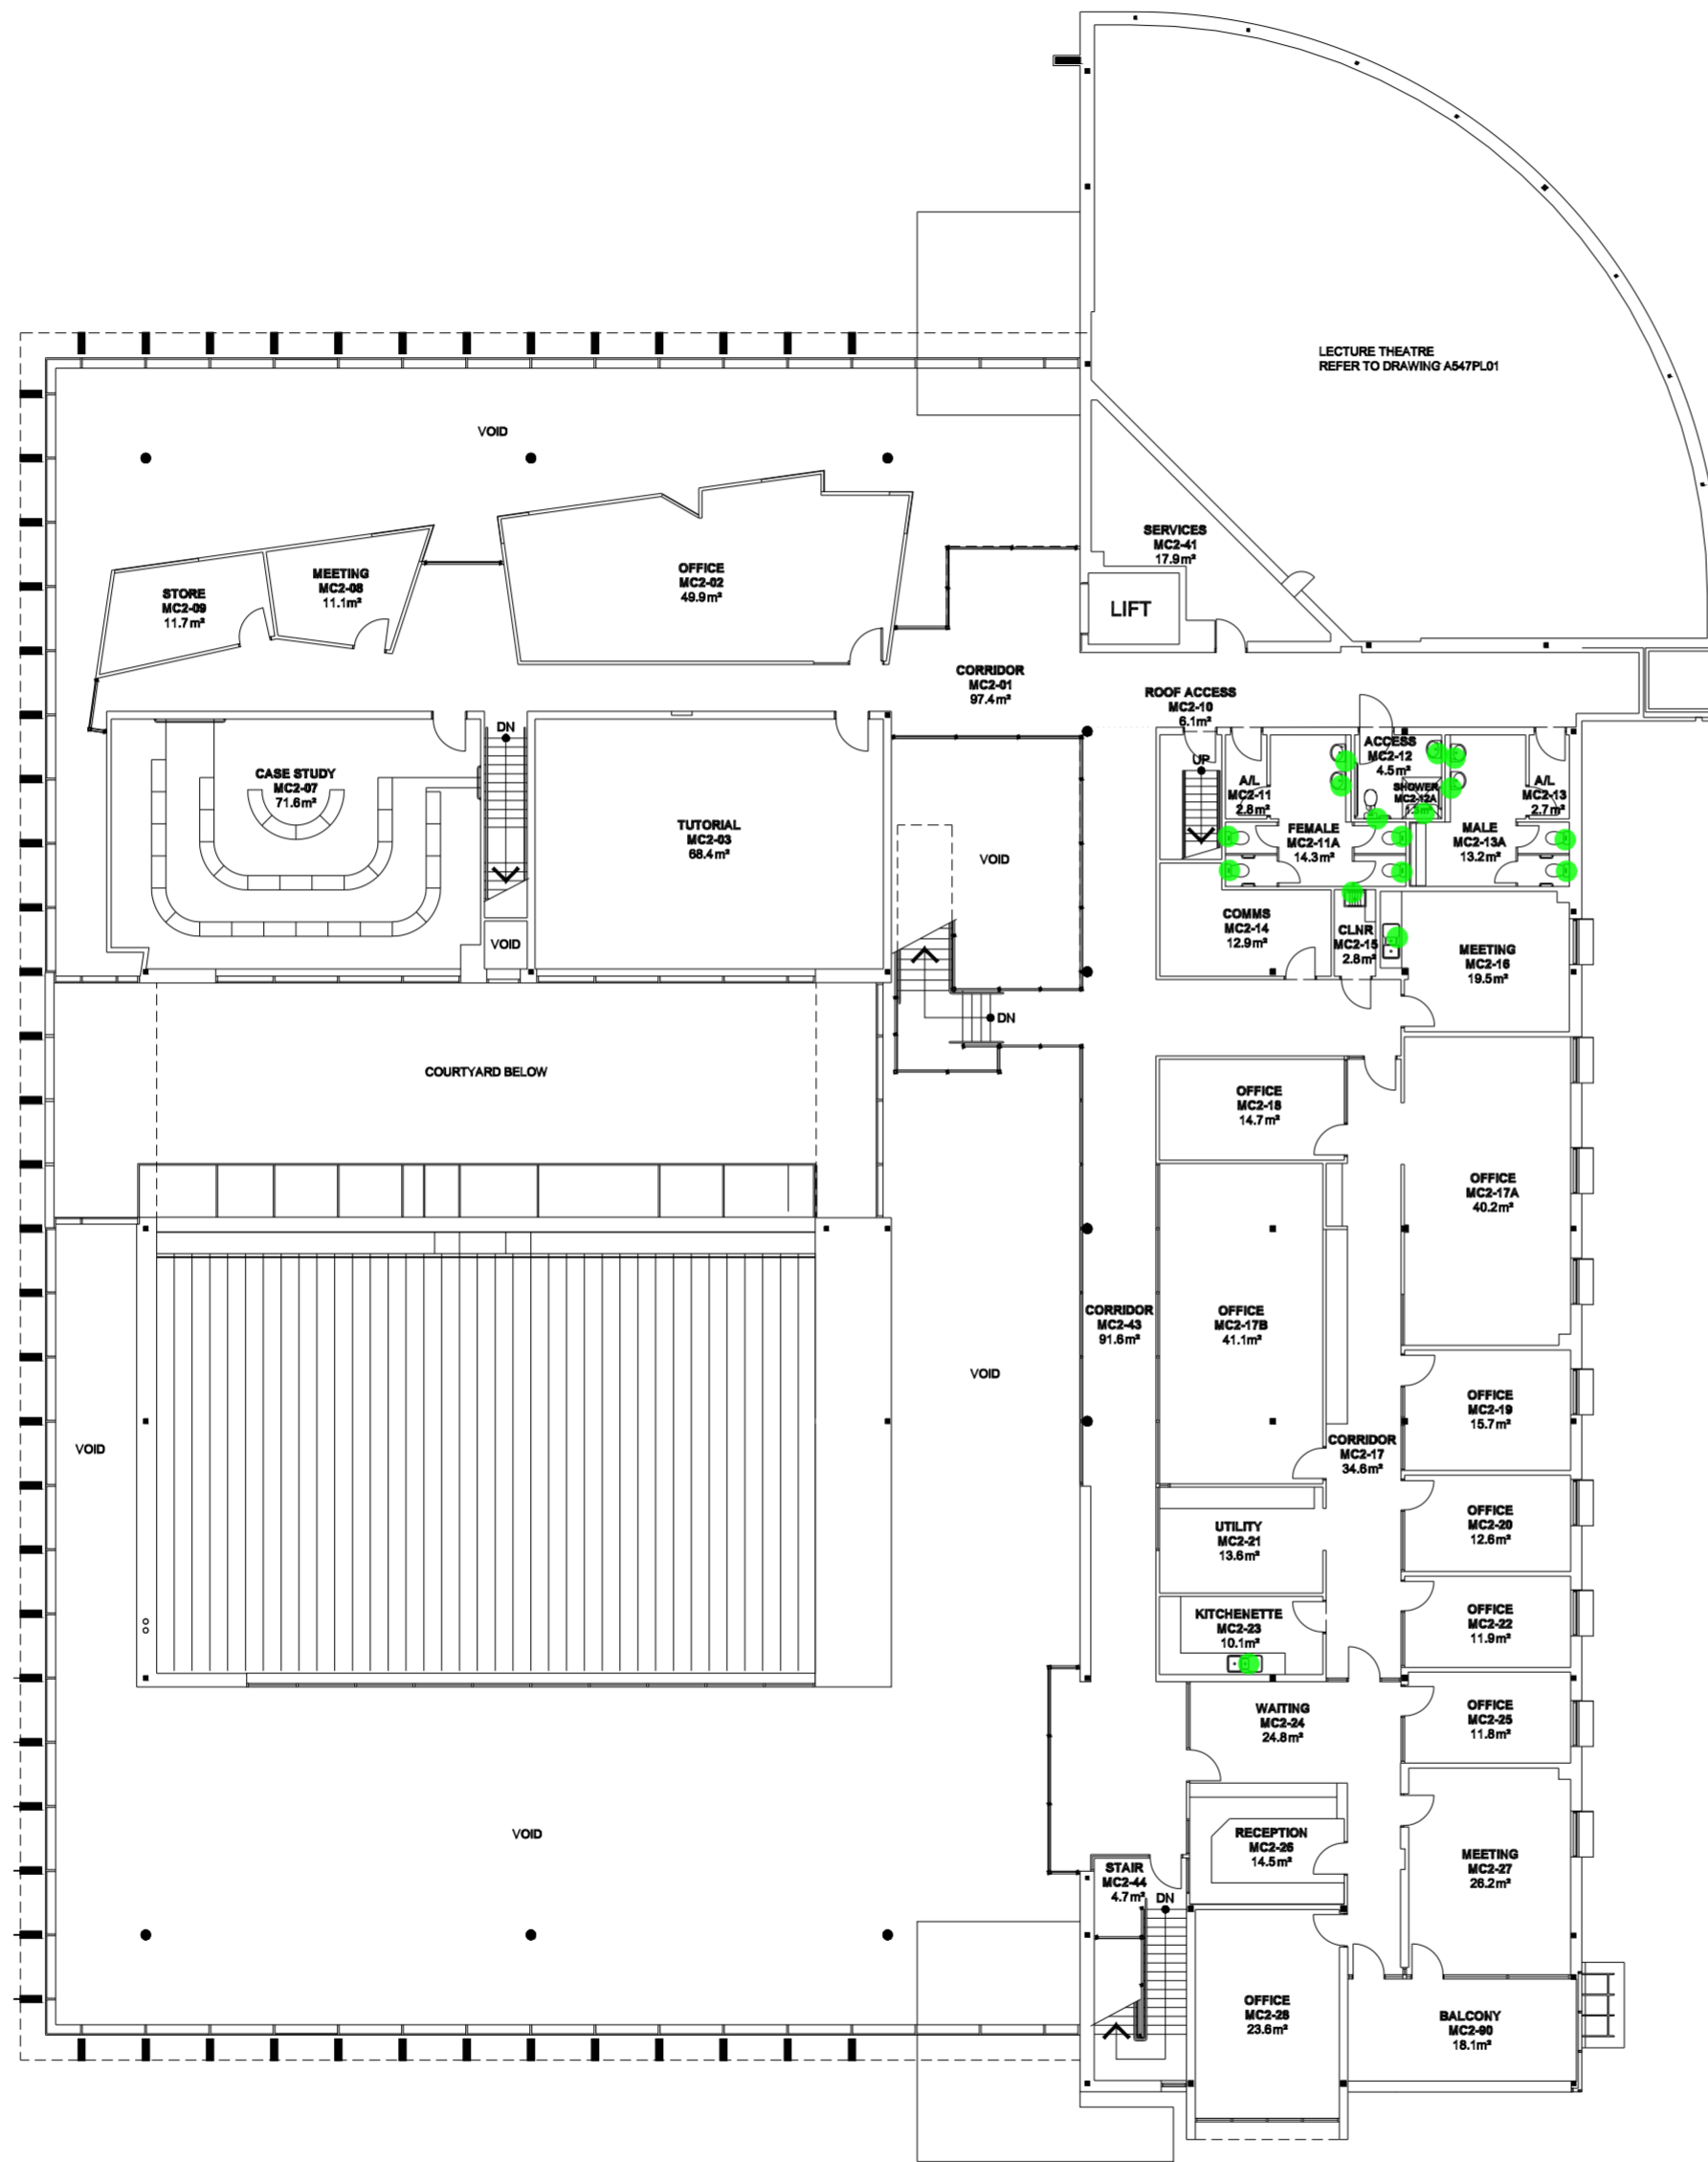 LECTURE THEATRE
REFER TO DRAWING A547PL01
VOID
SERVICES
MC2-41
17.9m²
LIFT
OFFICE
MC2-02
49.9m²
MEETING
MC2-08
11.1m²
STORE
MC2-09
11.7m²
CORRIDOR
MC2-01
97.4m²
ROOF ACCESS
MC2-10
6.1m²
UP
DN
CASE STUDY
MC2-07
71.6m²
TUTORIAL
MC2-03
68.4m²
VOID
A/L
MC2-11
2.8m²
ACCESS
MC2-12
4.5m²
SHOWER
MC2-12A
A/L
MC2-13
2.7m²
FEMALE
MC2-11A
14.3m²
MALE
MC2-13A
13.2m²
COMMS
MC2-14
12.9m²
CLNR
MC2-15
2.8m²
MEETING
MC2-16
19.5m²
VOID
DN
COURTYARD BELOW
OFFICE
MC2-18
14.7m²
OFFICE
MC2-17A
40.2m²
CORRIDOR
MC2-43
91.6m²
OFFICE
MC2-17B
41.1m²
VOID
OFFICE
MC2-19
15.7m²
VOID
CORRIDOR
MC2-17
34.6m²
UTILITY
MC2-21
13.6m²
OFFICE
MC2-20
12.6m²
KITCHENETTE
MC2-23
10.1m²
OFFICE
MC2-22
11.9m²
WAITING
MC2-24
24.8m²
OFFICE
MC2-25
11.8m²
VOID
RECEPTION
MC2-26
14.5m²
MEETING
MC2-27
26.2m²
STAIR
MC2-44
4.7m²
DN
OFFICE
MC2-28
23.6m²
BALCONY
MC2-90
18.1m²